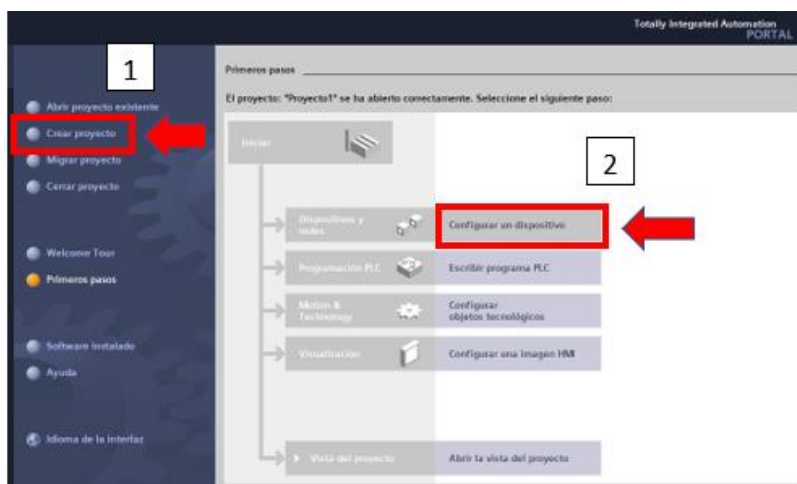 Totally Integrated Automation
PORTAL
1
Abrir proyecto existente
Crear proyecto
Migrar proyecto
Cerrar proyecto
Welcome Tour
Primeros pasos
Software instalado
Ayuda
Idioma de la interfaz
Primeros pasos
El proyecto: "Proyecto1" se ha abierto correctamente. Seleccione el siguiente paso:
Iniciar
2
Dispositivos y
redes
Configurar un dispositivo
Programación PLC
Escribir programa PLC
Motion &
Technology
Configurar
objetos tecnológicos
Visualización
Configurar una imagen HMI
Vista del proyecto
Abrir la vista del proyecto